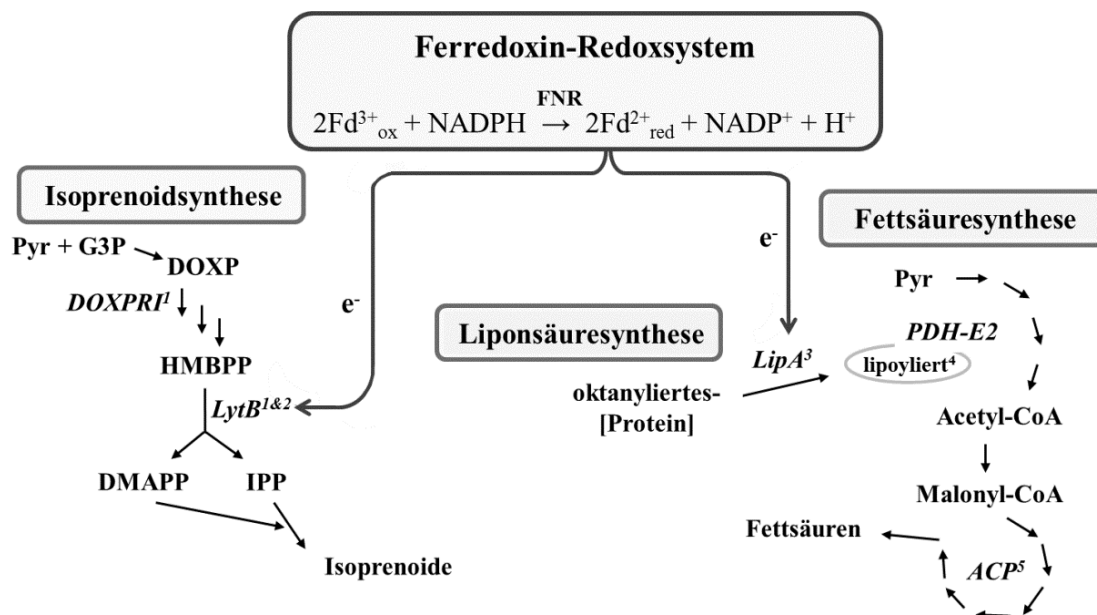 Ferredoxin-Redoxsystem
FNR
2Fd³⁺ox + NADPH → 2Fd²⁺red + NADP⁺ + H⁺
Isoprenoidsynthese
Pyr + G3P
DOXP
DOXPRI¹
HMBPP
LytB¹&²
DMAPP
IPP
Isoprenoide
e⁻
e⁻
Liponsäuresynthese
LipA³
oktanyliertes-
[Protein]
Fettsäuresynthese
Pyr
PDH-E2
lipoyliert⁴
Acetyl-CoA
Malonyl-CoA
Fettsäuren
ACP⁵